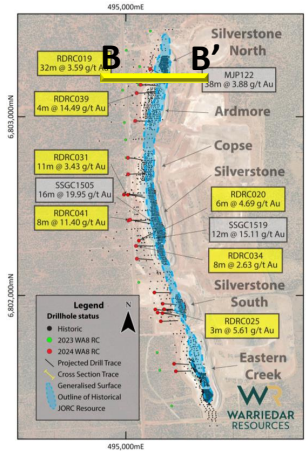 495,000mE
Silverstone
North
RDRC019
32m @ 3.59 g/t Au
B
B’
MJP122
38m @ 3.88 g/t Au
RDRC039
4m @ 14.49 g/t Au
6,803,000mN
Ardmore
Copse
RDRC031
11m @ 3.43 g/t Au
Silverstone
SSGC1505
16m @ 19.95 g/t Au
RDRC020
6m @ 4.69 g/t Au
RDRC041
8m @ 11.40 g/t Au
SSGC1519
12m @ 15.11 g/t Au
RDRC034
8m @ 2.63 g/t Au
6,802,000mN
Silverstone
South
RDRC025
3m @ 5.61 g/t Au
Legend
N
Drillhole status
Historic
2023 WA8 RC
2024 WA8 RC
Projected Drill Trace
Cross Section Trace
Generalised Surface
Outline of Historical
JORC Resource
Eastern
Creek
WR
WARRIEDAR
RESOURCES
495,000mE